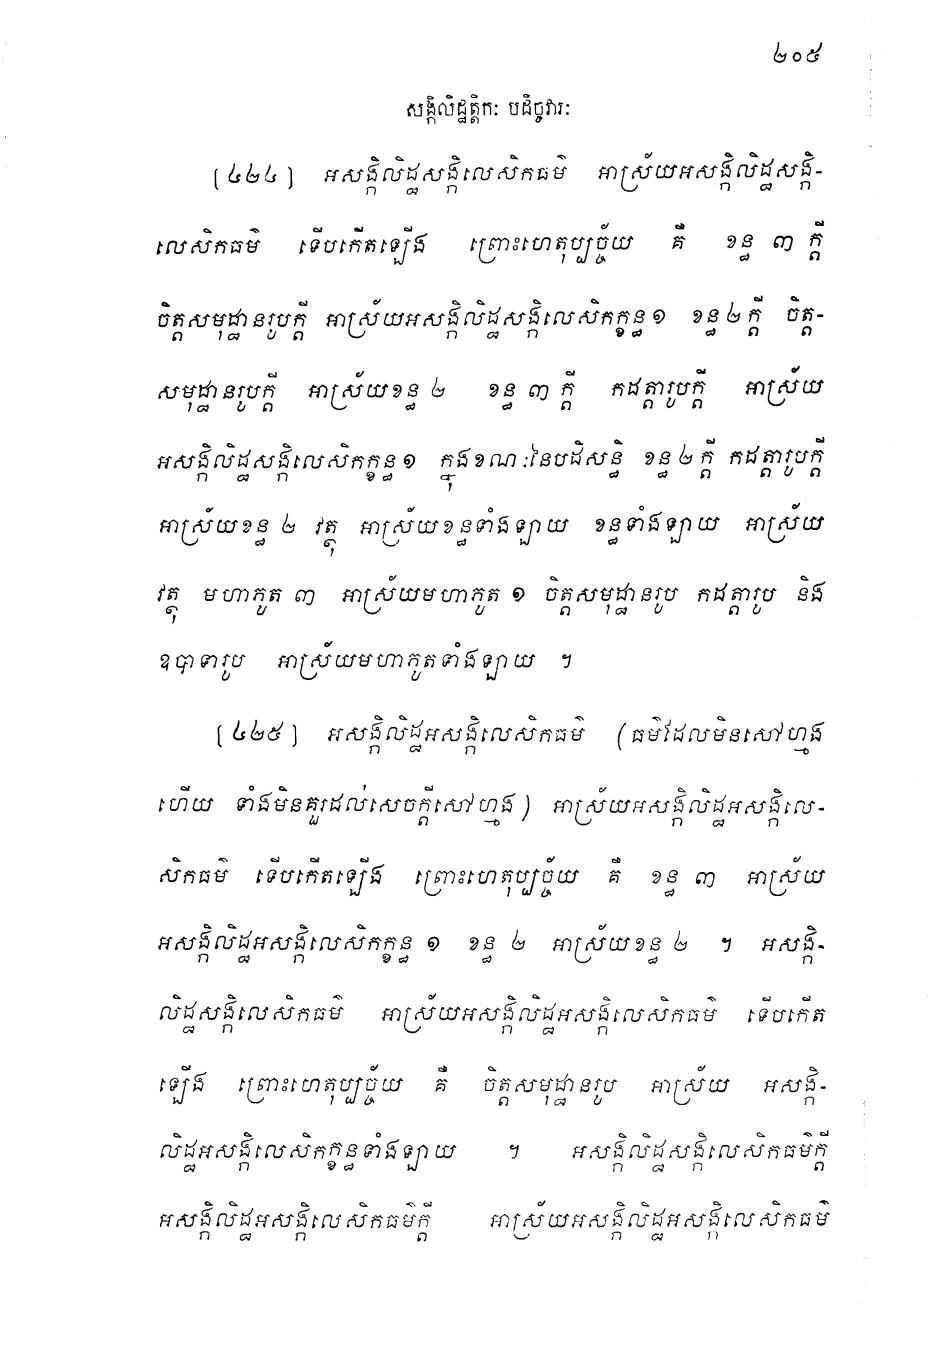 ២០៥
សង្កិលិដ្ឋត្តិកៈ បដិច្ចវារៈ
[៤២៤] អសង្កិលិដ្ឋសង្កិលេសិកធម៌ អាស្រ័យអសង្កិលិដ្ឋសង្កិ-
លេសិកធម៌ ទើបកើតឡើង ព្រោះហេតុប្បច្ច័យ គឺ ខន្ធ ៣ ក្តី
ចិត្តសមុដ្ឋានរូបក្តី អាស្រ័យអសង្កិលិដ្ឋសង្កិលេសិកក្ខន្ធ ១ ខន្ធ ២ ក្តី ចិត្ត-
សមុដ្ឋានរូបក្តី អាស្រ័យខន្ធ ២ ខន្ធ ៣ ក្តី កដត្តារូបក្តី អាស្រ័យ
អសង្កិលិដ្ឋសង្កិលេសិកក្ខន្ធ ១ ក្នុងខណៈនៃបដិសន្ធិ ខន្ធ ២ ក្តី កដត្តារូបក្តី
អាស្រ័យខន្ធ ២ វត្ថុ អាស្រ័យខន្ធទាំងឡាយ ខន្ធទាំងឡាយ អាស្រ័យ
វត្ថុ មហាភូត ៣ អាស្រ័យមហាភូត ១ ចិត្តសមុដ្ឋានរូប កដត្តារូប និង
ឧបាទារូប អាស្រ័យមហាភូតទាំងឡាយ ។
[៤២៥] អសង្កិលិដ្ឋអសង្កិលេសិកធម៌ (ធម៌ដែលមិនសៅហ្មង
ហើយ ទាំងមិនគួរដល់សេចក្តីសៅហ្មង) អាស្រ័យអសង្កិលិដ្ឋអសង្កិលេ-
សិកធម៌ ទើបកើតឡើង ព្រោះហេតុប្បច្ច័យ គឺ ខន្ធ ៣ អាស្រ័យ
អសង្កិលិដ្ឋអសង្កិលេសិកក្ខន្ធ ១ ខន្ធ ២ អាស្រ័យខន្ធ ២ ។ អសង្កិ-
លិដ្ឋសង្កិលេសិកធម៌ អាស្រ័យអសង្កិលិដ្ឋអសង្កិលេសិកធម៌ ទើបកើត
ឡើង ព្រោះហេតុប្បច្ច័យ គឺ ចិត្តសមុដ្ឋានរូប អាស្រ័យ អសង្កិ-
លិដ្ឋអសង្កិលេសិកក្ខន្ធទាំងឡាយ ។ អសង្កិលិដ្ឋសង្កិលេសិកធម៌ក្តី
អសង្កិលិដ្ឋអសង្កិលេសិកធម៌ក្តី អាស្រ័យអសង្កិលិដ្ឋអសង្កិលេសិកធម៌